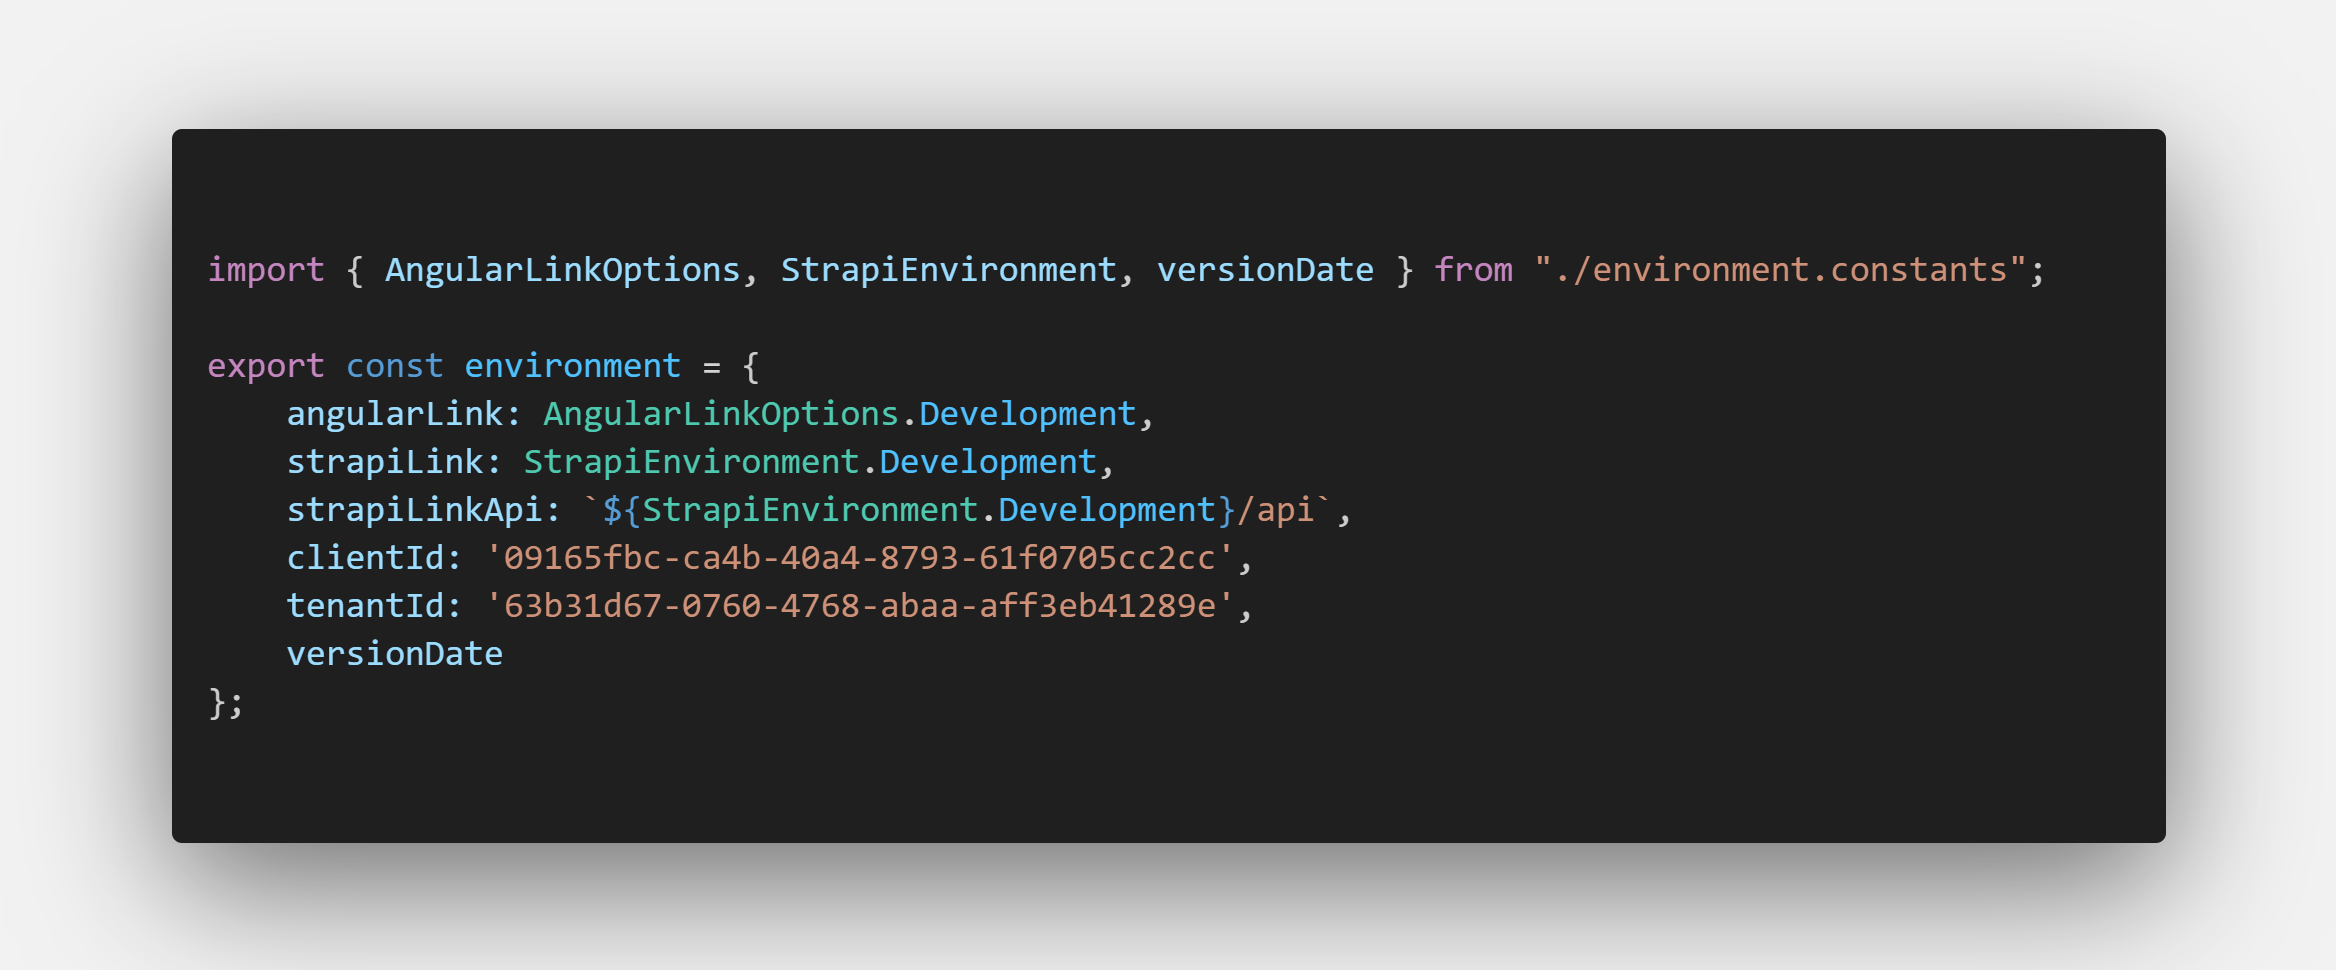 import { AngularLinkOptions, StrapiEnvironment, versionDate } from "./environment.constants";
export const environment = {
    angularLink: AngularLinkOptions.Development,
    strapiLink: StrapiEnvironment.Development,
    strapiLinkApi: `${StrapiEnvironment.Development}/api`,
    clientId: '09165fbc-ca4b-40a4-8793-61f0705cc2cc',
    tenantId: '63b31d67-0760-4768-abaa-aff3eb41289e',
    versionDate
};